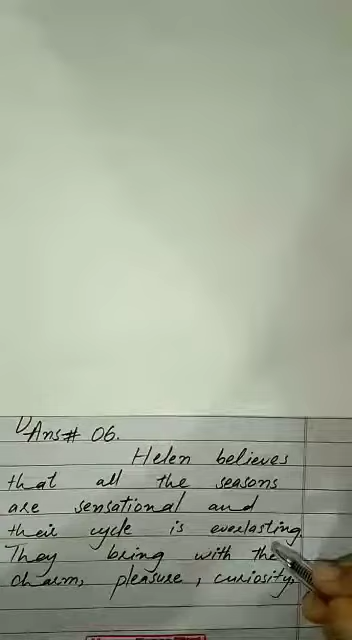 Ans# 06.
Helen believes
that all the seasons
are sensational and
their cycle is everlasting.
They bring with the
charm, pleasure, curiosity,